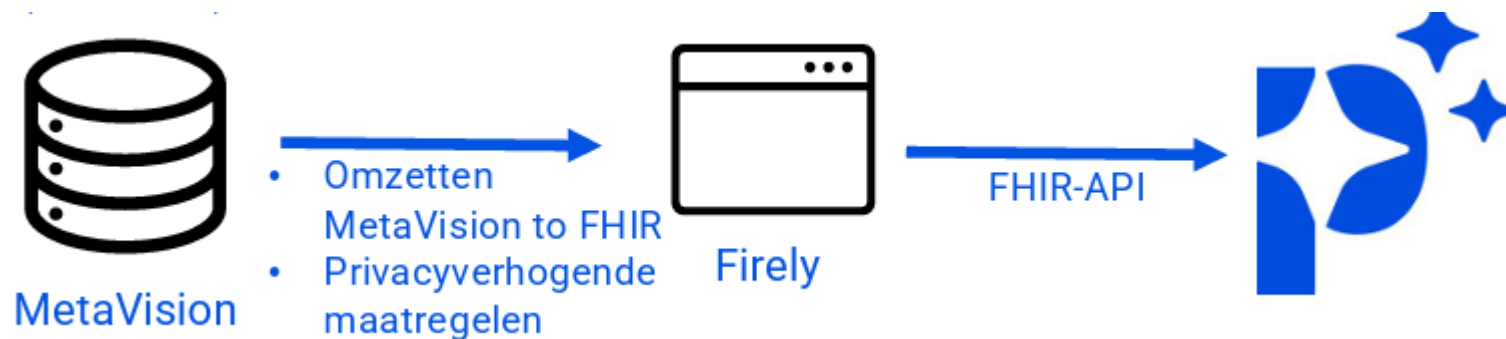 MetaVision
• Omzetten
MetaVision to FHIR
• Privacyverhogende
maatregelen
Firely
FHIR-API